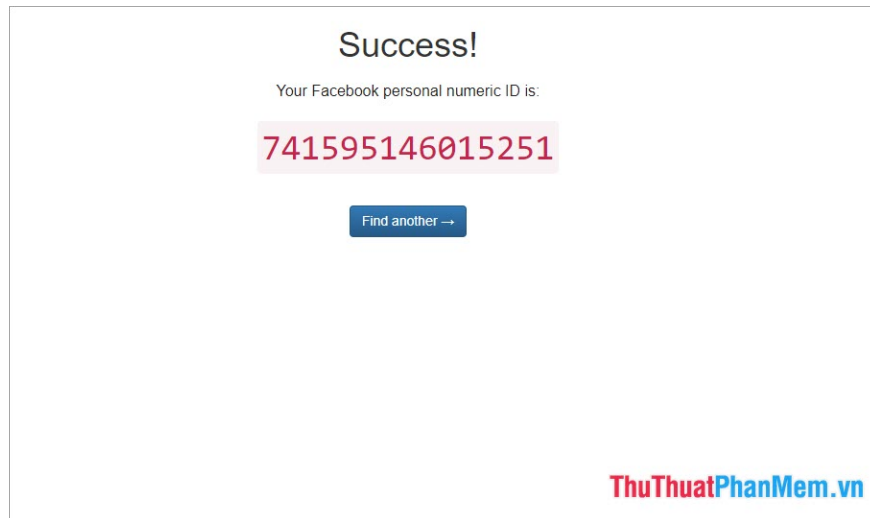 Success!
Your Facebook personal numeric ID is:
741595146015251
Find another →
ThuThuatPhanMem.vn